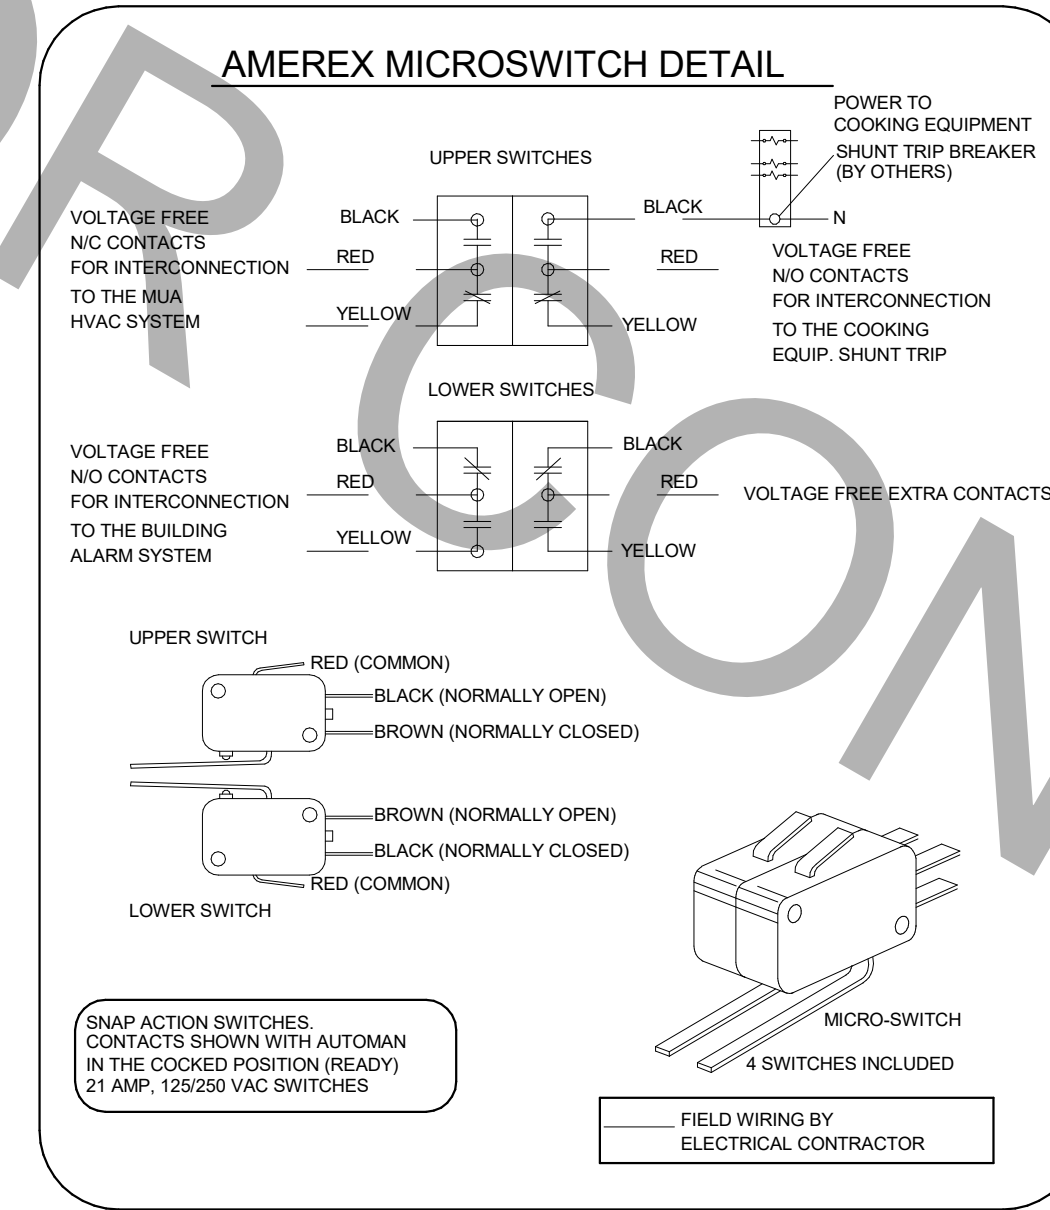 AMEREX MICROSWITCH DETAIL
POWER TO
COOKING EQUIPMENT
SHUNT TRIP BREAKER
(BY OTHERS)
N
UPPER SWITCHES
VOLTAGE FREE
N/C CONTACTS
FOR INTERCONNECTION
TO THE MUA
HVAC SYSTEM
BLACK
RED
YELLOW
BLACK
RED
YELLOW
VOLTAGE FREE
N/O CONTACTS
FOR INTERCONNECTION
TO THE COOKING
EQUIP. SHUNT TRIP
LOWER SWITCHES
VOLTAGE FREE
N/O CONTACTS
FOR INTERCONNECTION
TO THE BUILDING
ALARM SYSTEM
BLACK
RED
YELLOW
BLACK
RED
YELLOW
VOLTAGE FREE EXTRA CONTACTS
UPPER SWITCH
RED (COMMON)
BLACK (NORMALLY OPEN)
BROWN (NORMALLY CLOSED)
BROWN (NORMALLY OPEN)
BLACK (NORMALLY CLOSED)
RED (COMMON)
LOWER SWITCH
SNAP ACTION SWITCHES.
CONTACTS SHOWN WITH AUTOMAN
IN THE COCKED POSITION (READY)
21 AMP, 125/250 VAC SWITCHES
MICRO-SWITCH
4 SWITCHES INCLUDED
FIELD WIRING BY
ELECTRICAL CONTRACTOR